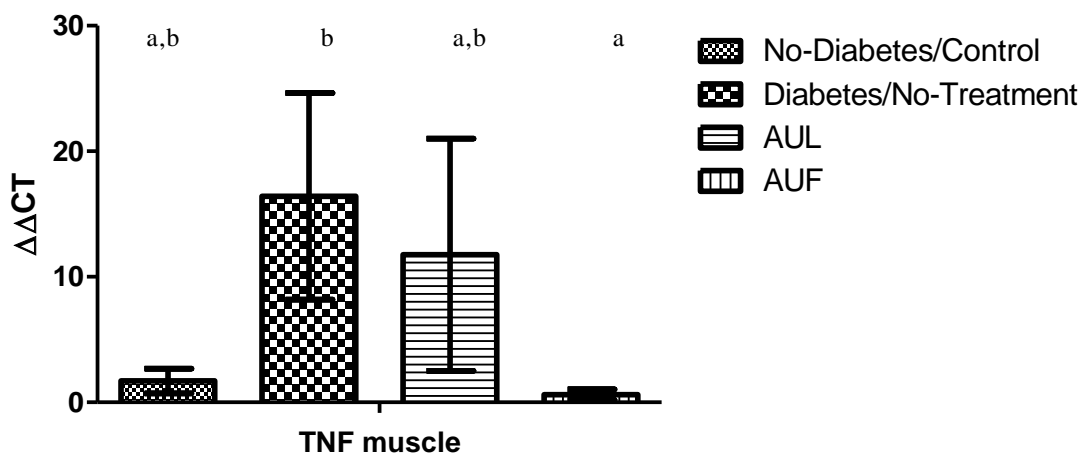 30
a,b b a,b a
20
10
0
ΔΔCT
TNF muscle
No-Diabetes/Control
Diabetes/No-Treatment
AUL
AUF